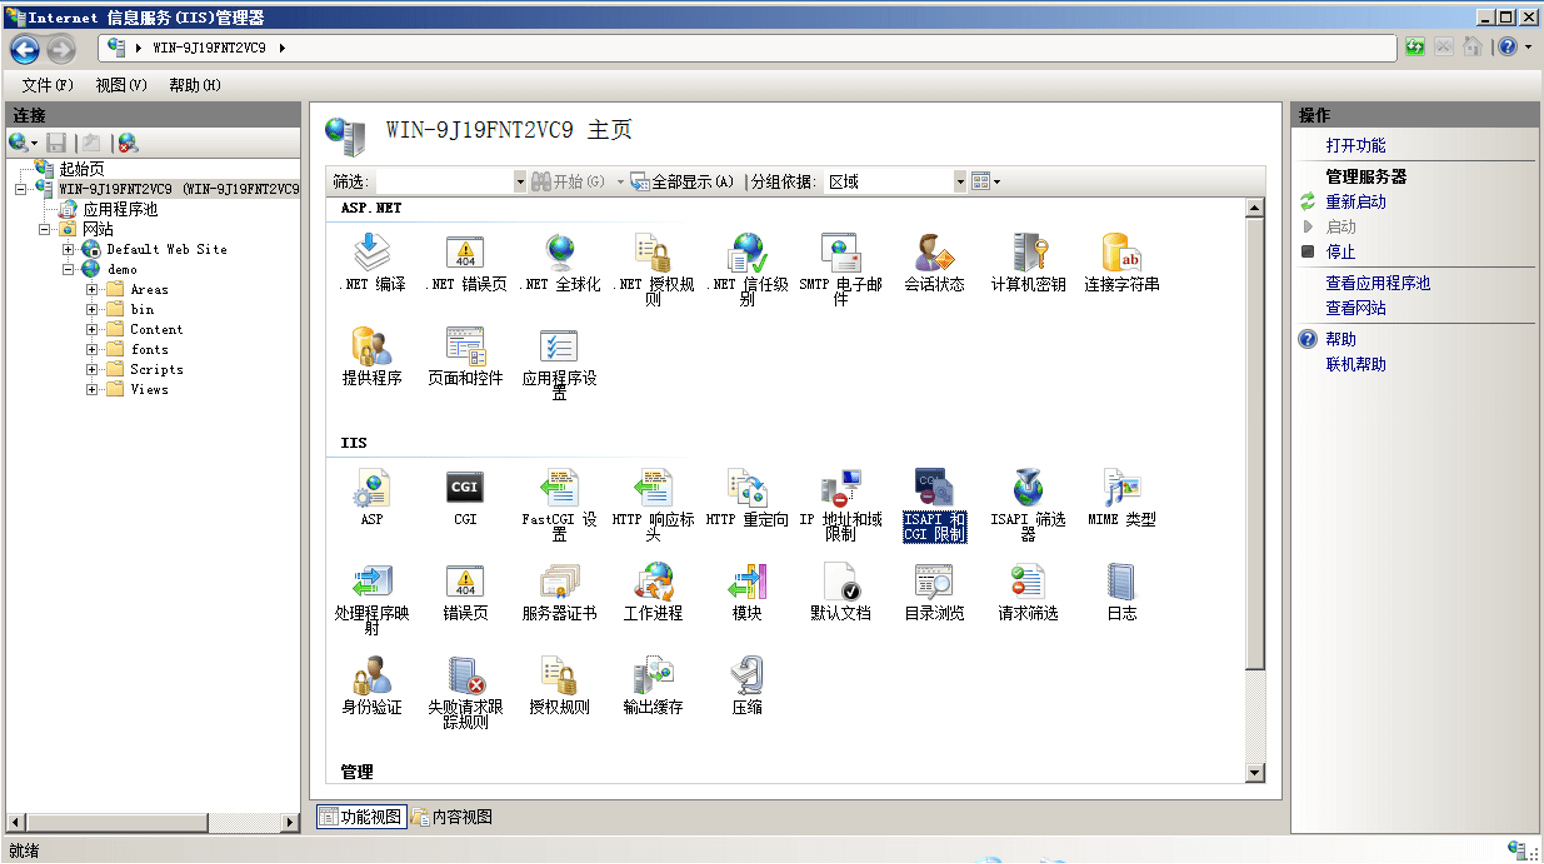 Internet 信息服务(IIS)管理器
WIN-9J19FNT2VC9
文件(F) 视图(V) 帮助(H)
连接
起始页
WIN-9J19FNT2VC9 (WIN-9J19FNT2VC9
应用程序池
网站
Default Web Site
demo
Areas
bin
Content
fonts
Scripts
Views
WIN-9J19FNT2VC9 主页
筛选: 开始(G) 全部显示(A) 分组依据: 区域
ASP.NET
.NET 编译
.NET 错误页
404
.NET 全球化
.NET 授权规
则
.NET 信任级
别
SMTP 电子邮
件
会话状态
计算机密钥
ab
连接字符串
提供程序
页面和控件
应用程序设
置
IIS
ASP
CGI
CGI
FastCGI 设
置
HTTP 响应标
头
HTTP 重定向
IP 地址和域
限制
ISAPI 和
CGI 限制
ISAPI 筛选
器
MIME 类型
处理程序映
射
404
错误页
服务器证书
工作进程
模块
默认文档
目录浏览
请求筛选
日志
身份验证
失败请求跟
踪规则
授权规则
输出缓存
压缩
管理
功能视图 内容视图
操作
打开功能
管理服务器
重新启动
启动
停止
查看应用程序池
查看网站
帮助
联机帮助
就绪